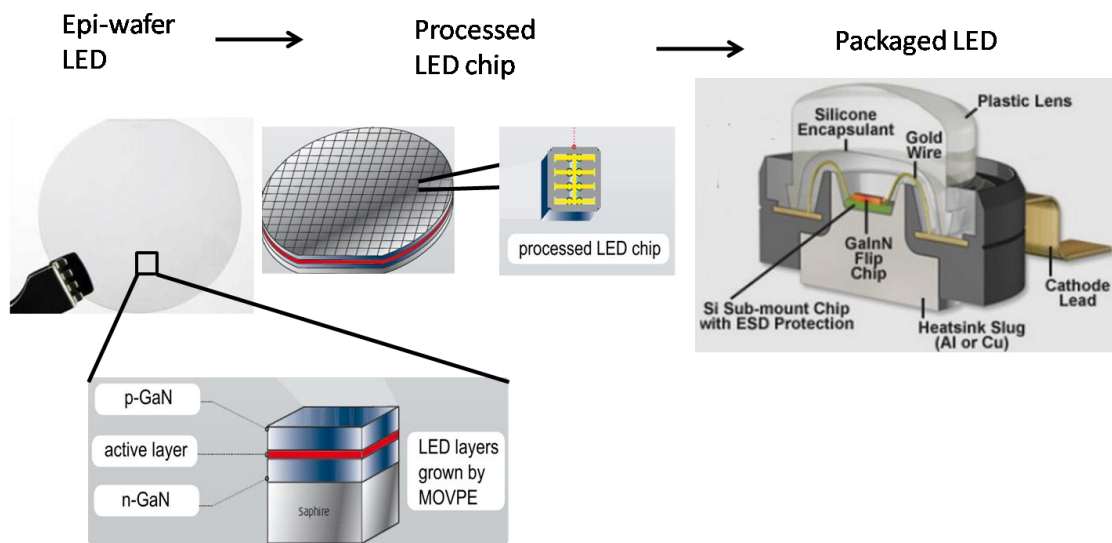 Epi-wafer
LED
Processed
LED chip
Packaged LED
Plastic Lens
Silicone
Encapsulant
Gold
Wire
GaInN
Flip
Chip
Si Sub-mount Chip
with ESD Protection
Cathode
Lead
Heatsink Slug
(Al or Cu)
processed LED chip
p-GaN
active layer
n-GaN
Saphire
LED layers
grown by
MOVPE